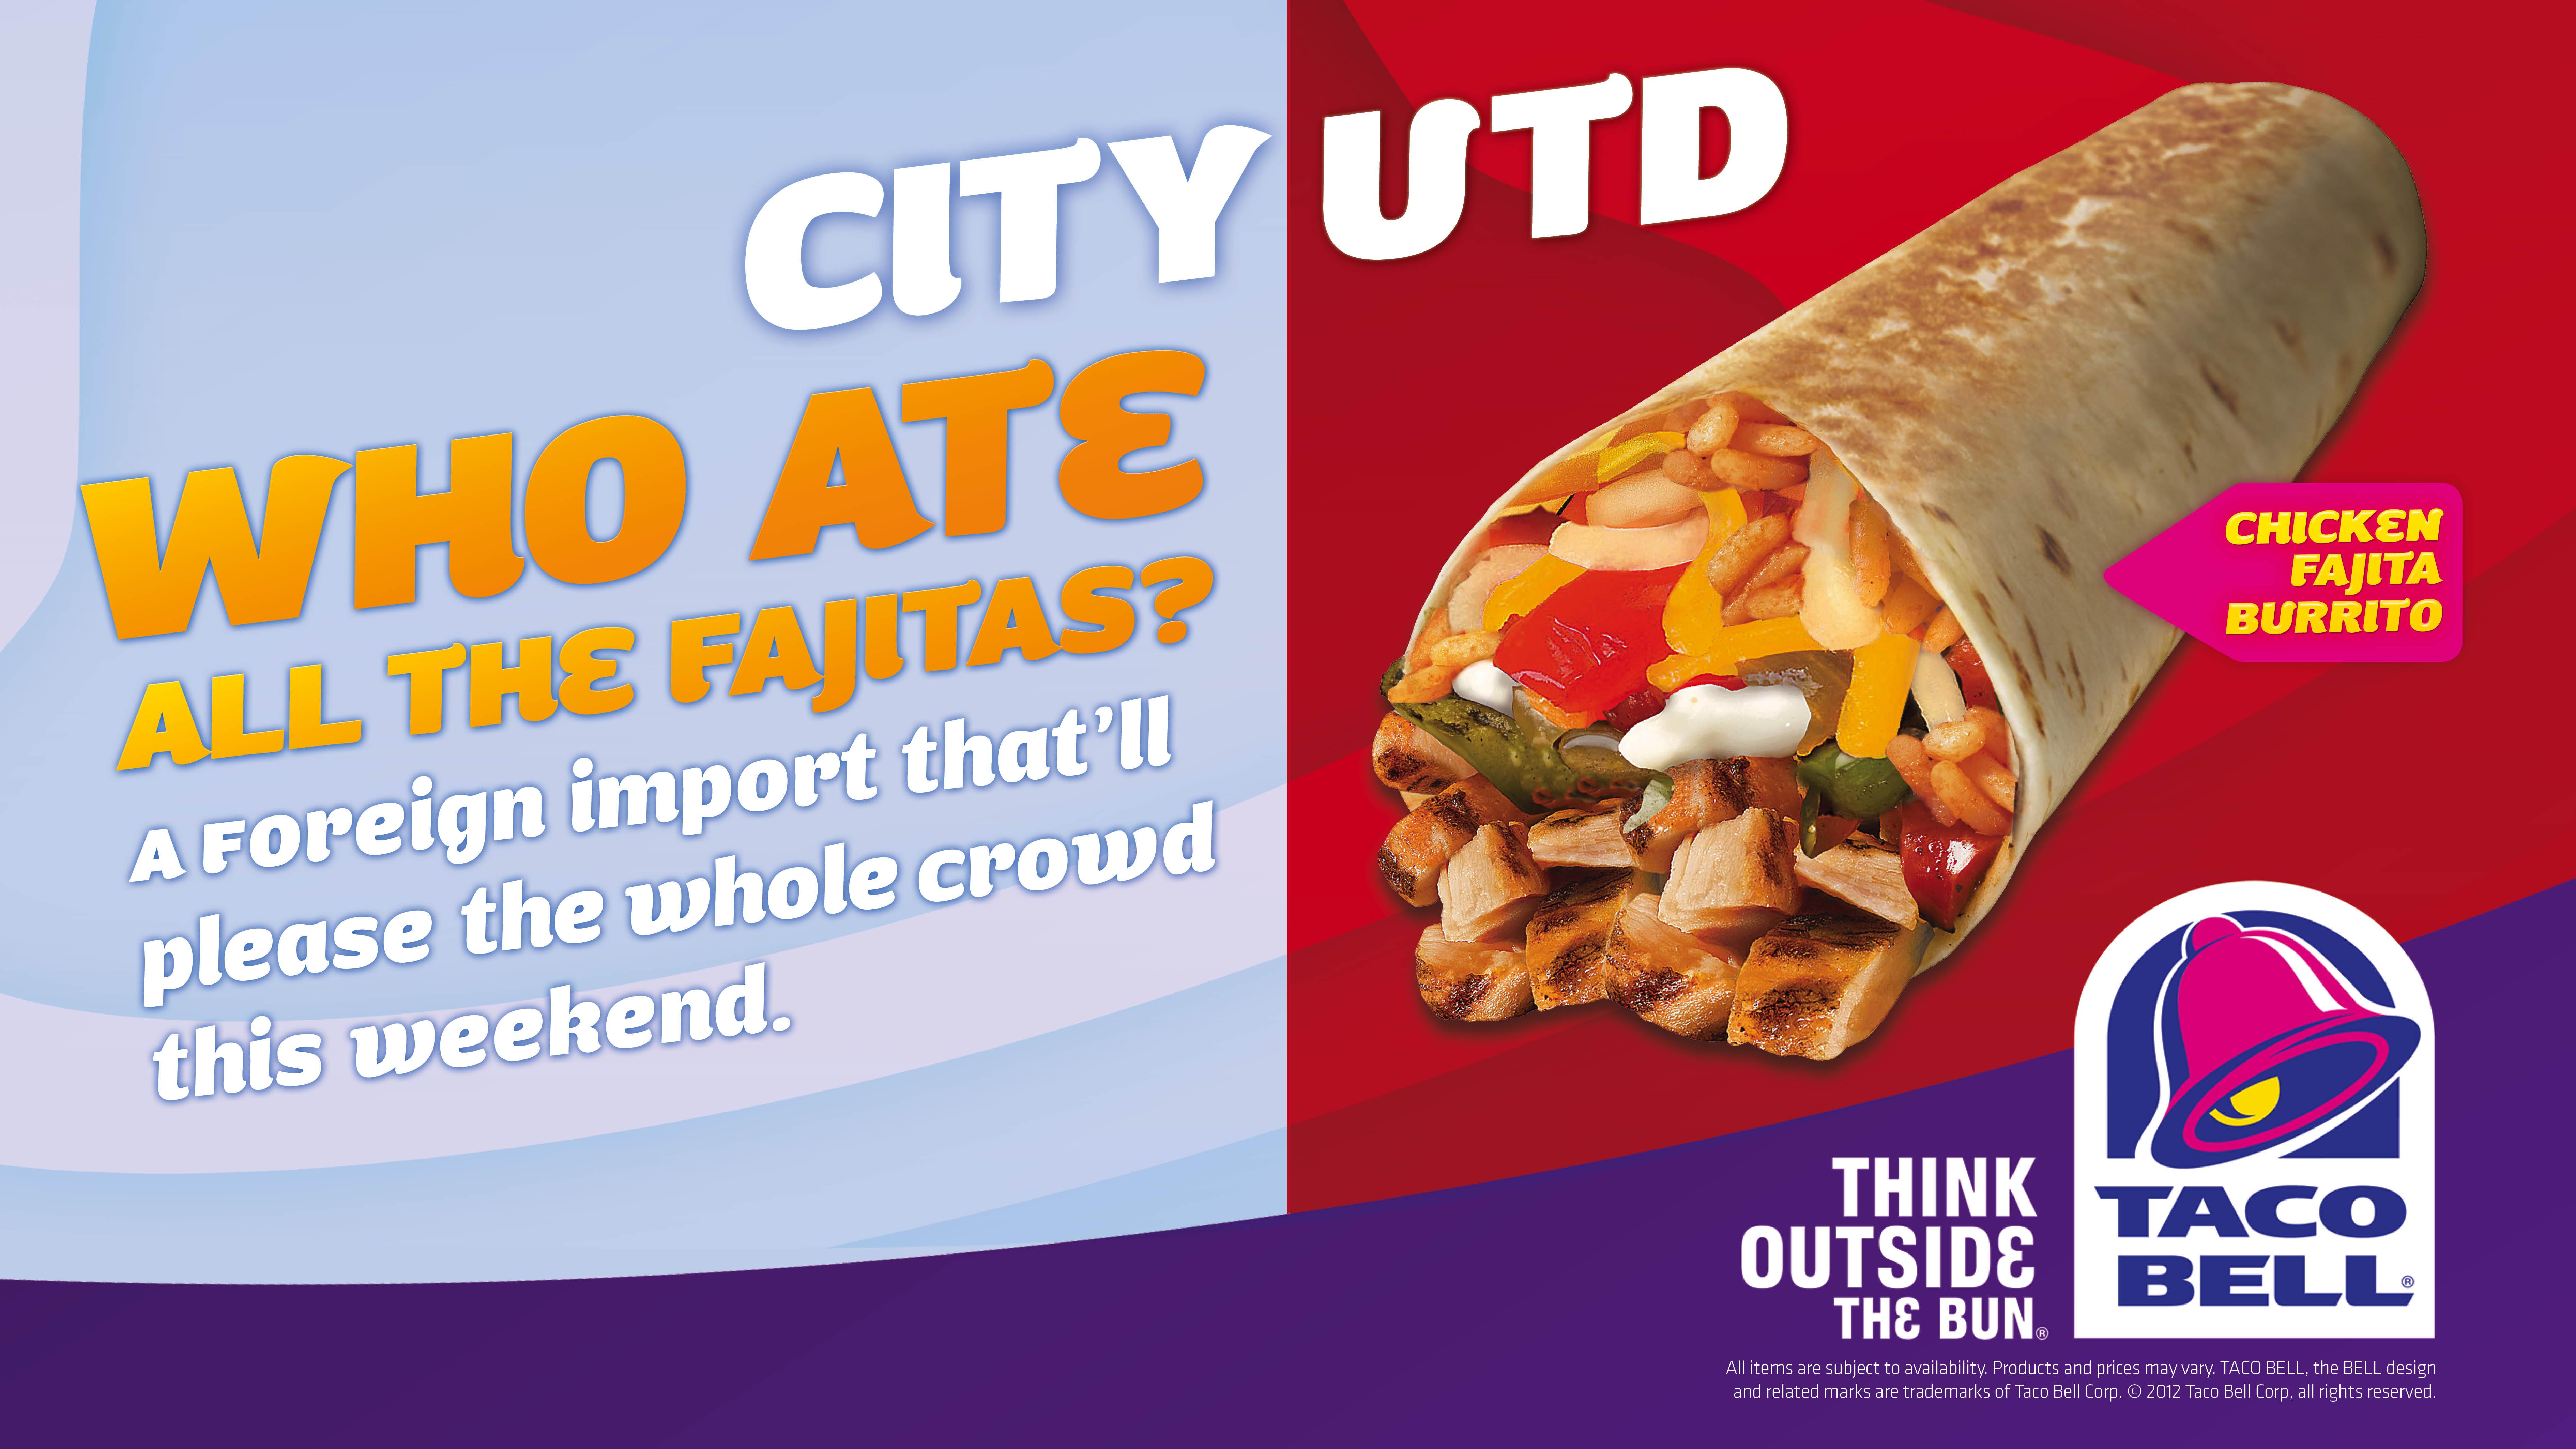 CITY UTD
WHO ATE
ALL THE FAJITAS?
A Foreign import that'll
please the whole crowd
this weekend.
CHICKEN
FAJITA
BURRITO
THINK
OUTSIDE
THE BUN®
TACO
BELL®
All items are subject to availability. Products and prices may vary. TACO BELL, the BELL design
and related marks are trademarks of Taco Bell Corp. © 2012 Taco Bell Corp, all rights reserved.